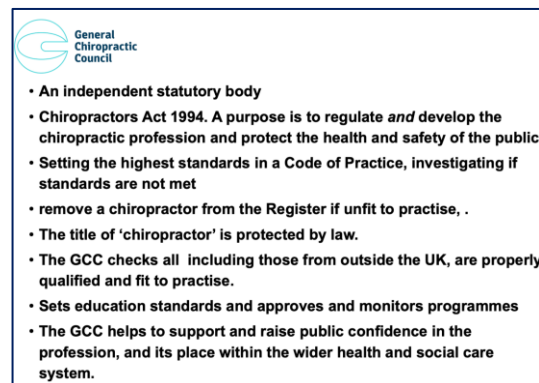 General
Chiropractic
Council
• An independent statutory body
• Chiropractors Act 1994. A purpose is to regulate and develop the
chiropractic profession and protect the health and safety of the public
• Setting the highest standards in a Code of Practice, investigating if
standards are not met
• remove a chiropractor from the Register if unfit to practise, .
• The title of ‘chiropractor’ is protected by law.
• The GCC checks all including those from outside the UK, are properly
qualified and fit to practise.
• Sets education standards and approves and monitors programmes
• The GCC helps to support and raise public confidence in the
profession, and its place within the wider health and social care
system.